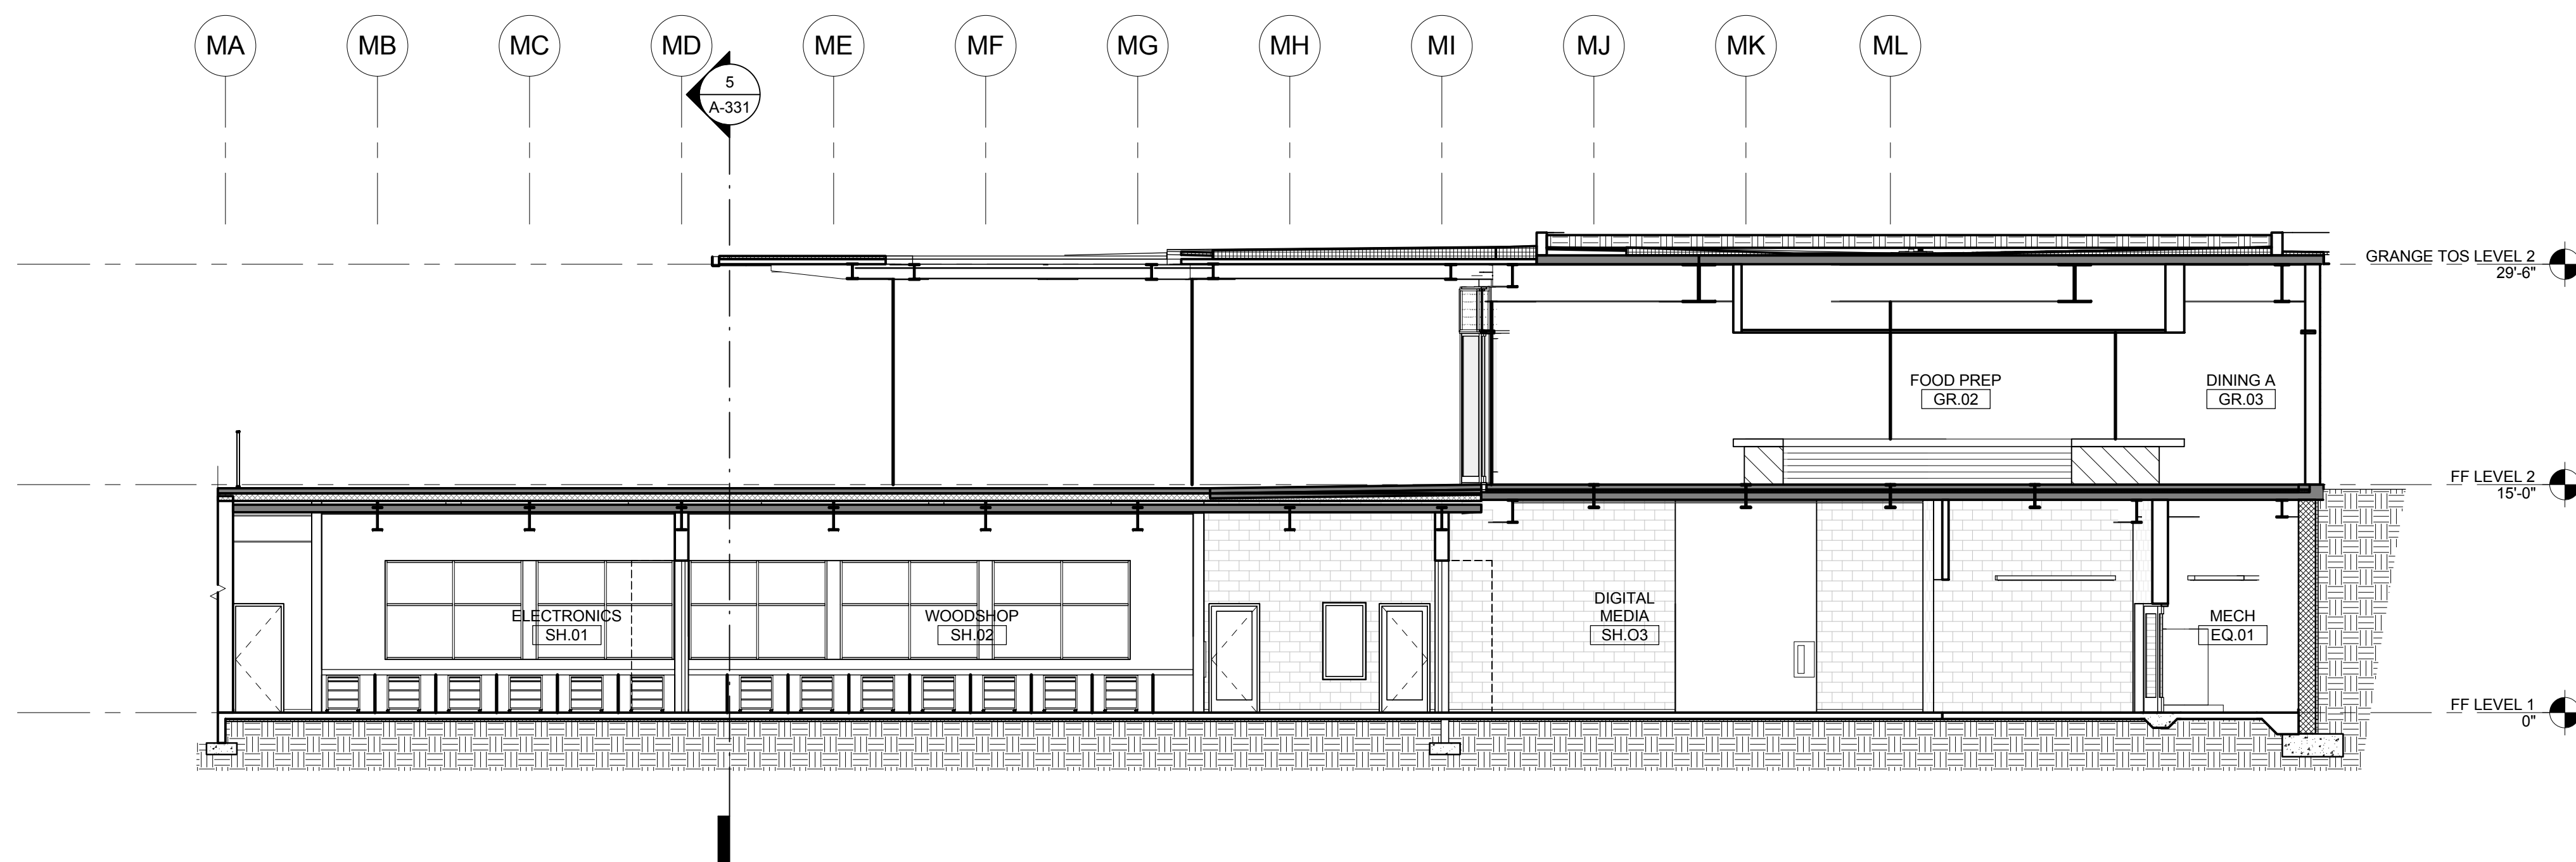 MA
MB
MC
MD
ME
MF
MG
MH
MI
MJ
MK
ML
5
A-331
GRANGE TOS LEVEL 2
29'-6"
FOOD PREP
GR.02
DINING A
GR.03
FF LEVEL 2
15'-0"
ELECTRONICS
SH.01
WOODSHOP
SH.02
DIGITAL
MEDIA
SH.O3
MECH
EQ.01
FF LEVEL 1
0"